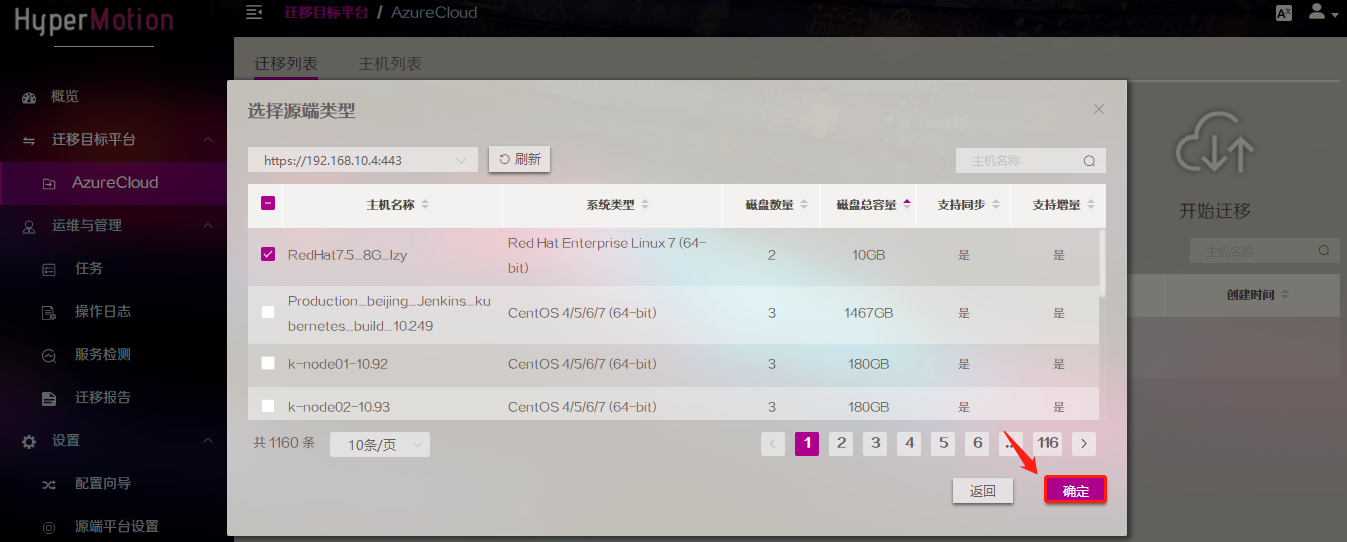 HyperMotion
迁移目标平台 / AzureCloud
概览
迁移目标平台
AzureCloud
运维与管理
任务
操作日志
服务检测
迁移报告
设置
配置向导
源端平台设置
迁移列表 主机列表
开始迁移
主机名称
创建时间
选择源端类型
https://192.168.10.4:443 刷新 主机名称
主机名称 系统类型 磁盘数量 磁盘总容量 支持同步 支持增量
RedHat7.5_8G_lzy Red Hat Enterprise Linux 7 (64-
bit) 2 10GB 是 是
Production_beijing_Jenkins_ku
bernetes_build_10.249 CentOS 4/5/6/7 (64-bit) 3 1467GB 是 是
k-node01-10.92 CentOS 4/5/6/7 (64-bit) 3 180GB 是 是
k-node02-10.93 CentOS 4/5/6/7 (64-bit) 3 180GB 是 是
共 1160 条 10条/页 1 2 3 4 5 6 ... 116
返回 确定